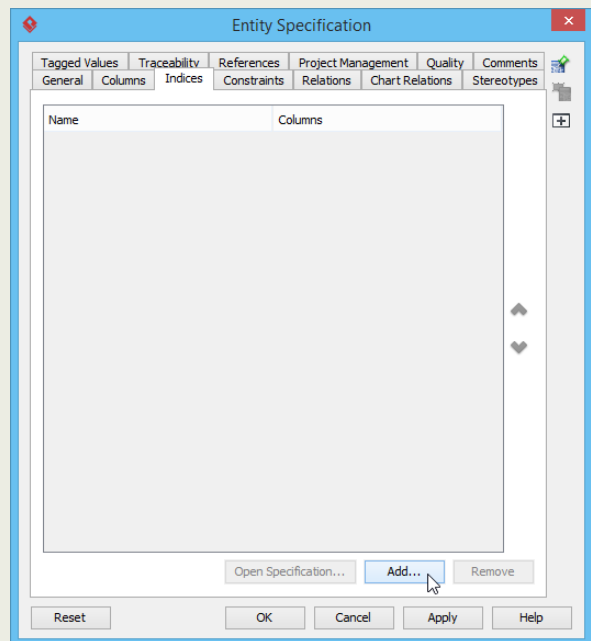 Entity Specification
Tagged Values Traceability References Project Management Quality Comments
General Columns Indices Constraints Relations Chart Relations Stereotypes
Name Columns
Open Specification... Add... Remove
Reset OK Cancel Apply Help